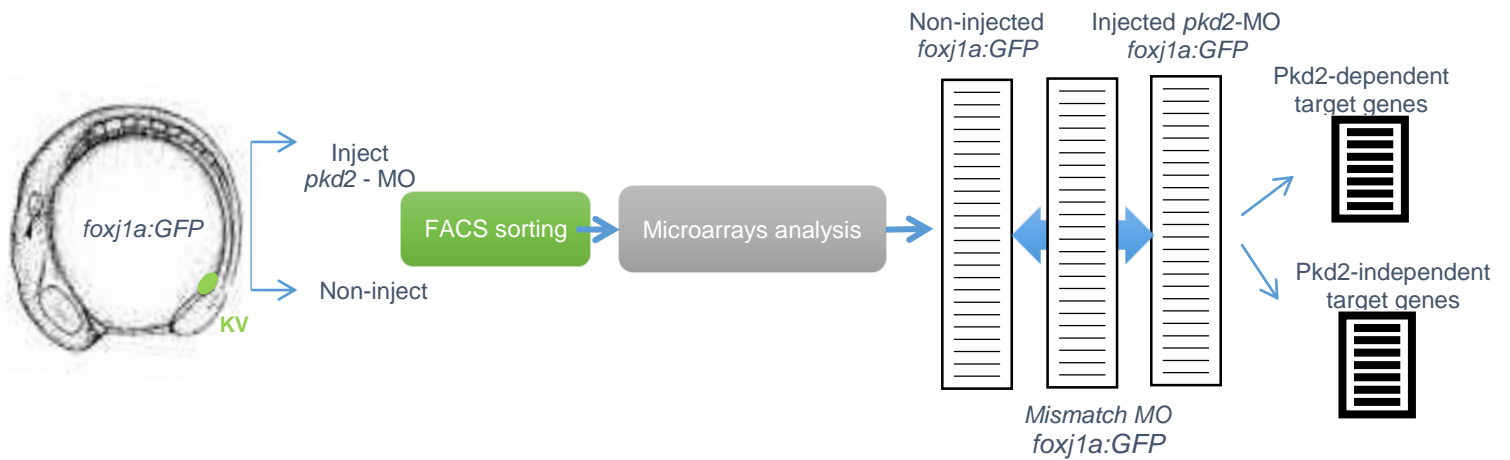 foxj1a:GFP
KV
Inject
pkd2 - MO
Non-inject
FACS sorting
Microarrays analysis
Non-injected
foxj1a:GFP
Injected pkd2-MO
foxj1a:GFP
Mismatch MO
foxj1a:GFP
Pkd2-dependent
target genes
Pkd2-independent
target genes